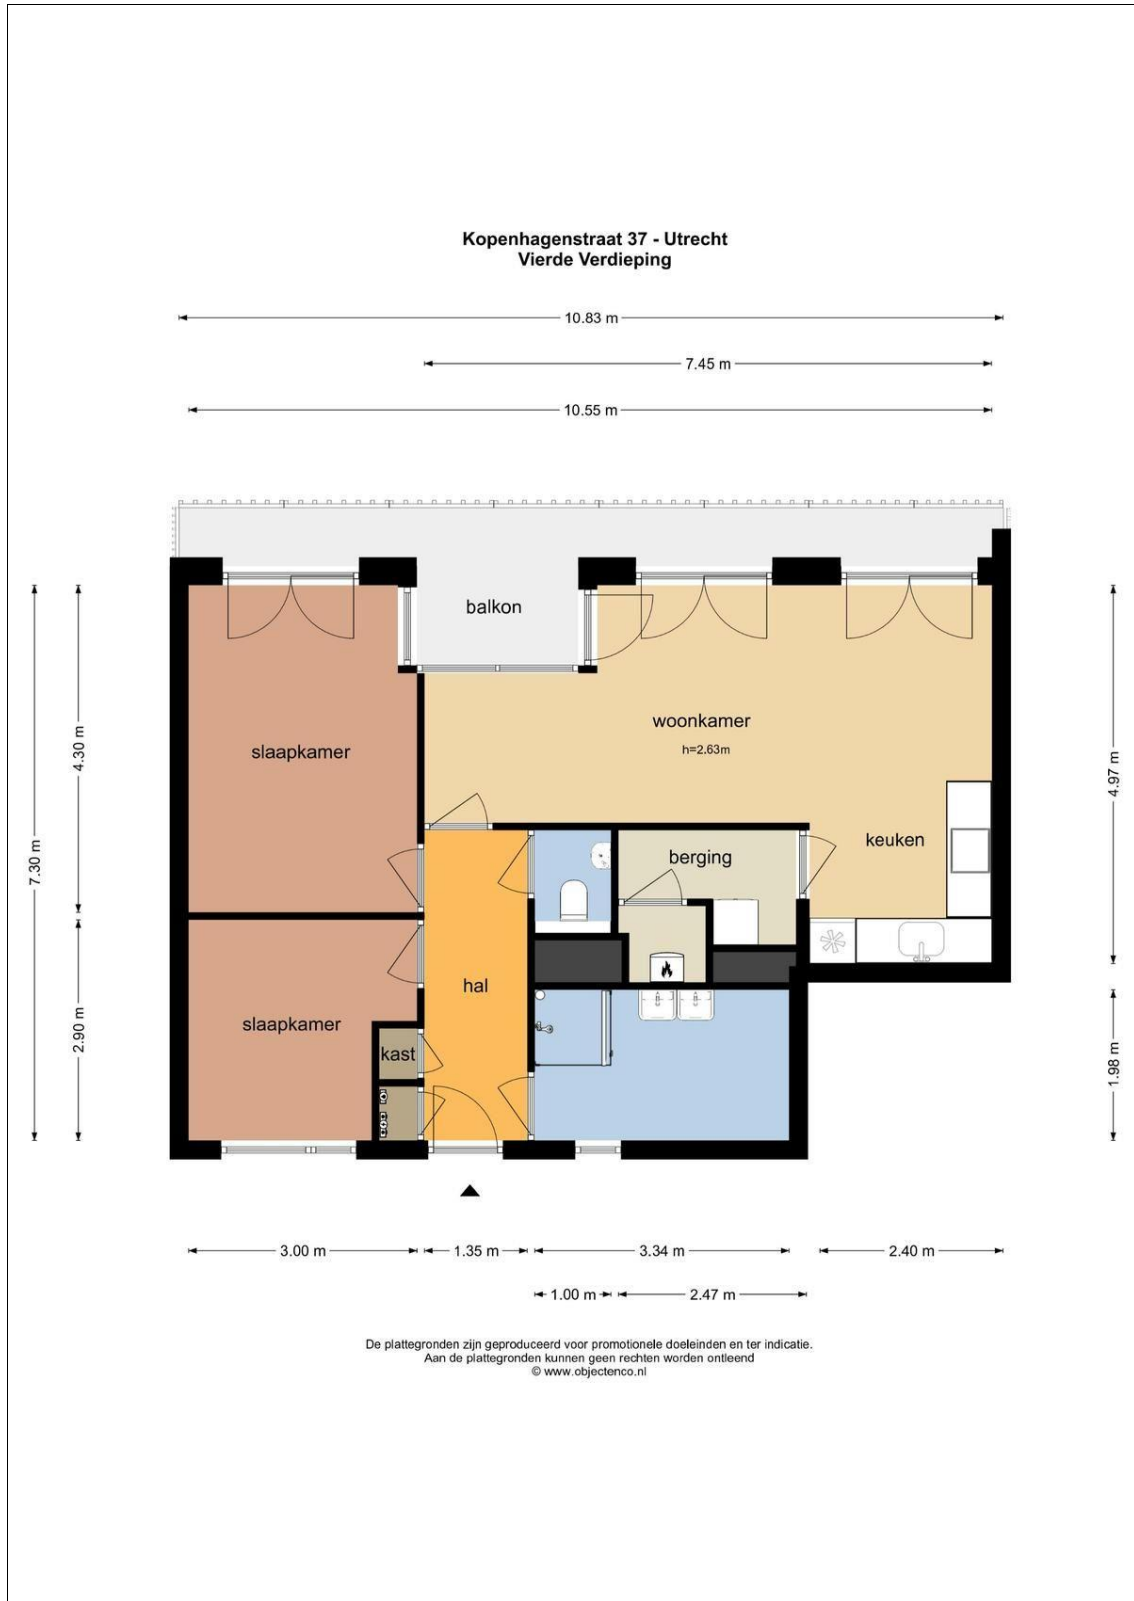 Kopenhagenstraat 37 - Utrecht
Vierde Verdieping
10.83 m
7.45 m
10.55 m
balkon
woonkamer
h=2.63m
slaapkamer
4.30 m
4.97 m
7.30 m
keuken
berging
hal
slaapkamer
2.90 m
kast
1.98 m
3.00 m
1.35 m
3.34 m
2.40 m
1.00 m
2.47 m
De plattegronden zijn geproduceerd voor promotionele doeleinden en ter indicatie.
Aan de plattegronden kunnen geen rechten worden ontleend
© www.objectenco.nl